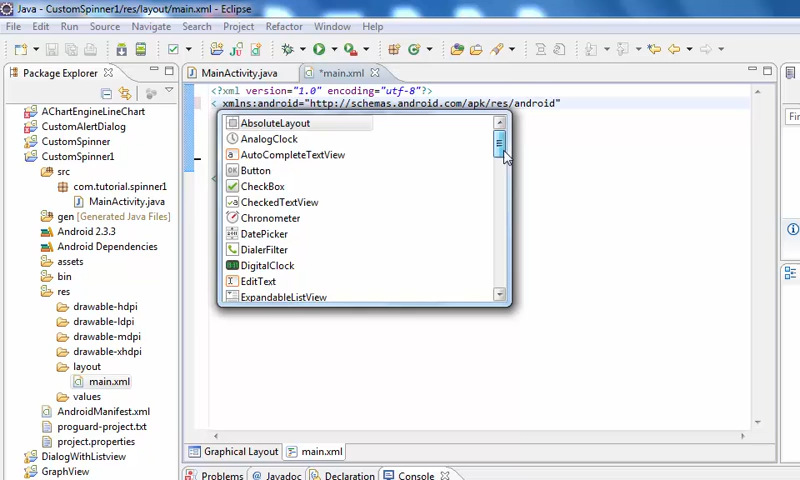 Java - CustomSpinner1/res/layout/main.xml - Eclipse
File Edit Run Source Navigate Search Project Refactor Window Help
Package Explorer
MainActivity.java
*main.xml
AChartEngineLineChart
CustomAlertDialog
CustomSpinner
CustomSpinner1
src
com.tutorial.spinner1
MainActivity.java
gen [Generated Java Files]
Android 2.3.3
Android Dependencies
assets
bin
res
drawable-hdpi
drawable-ldpi
drawable-mdpi
drawable-xhdpi
layout
main.xml
values
AndroidManifest.xml
proguard-project.txt
project.properties
DialogWithListview
GraphView
<?xml version="1.0" encoding="utf-8"?>
< xmlns:android="http://schemas.android.com/apk/res/android"
AbsoluteLayout
AnalogClock
AutoCompleteTextView
Button
CheckBox
CheckedTextView
Chronometer
DatePicker
DialerFilter
DigitalClock
EditText
ExpandableListView
Graphical Layout
main.xml
Problems
Javadoc
Declaration
Console